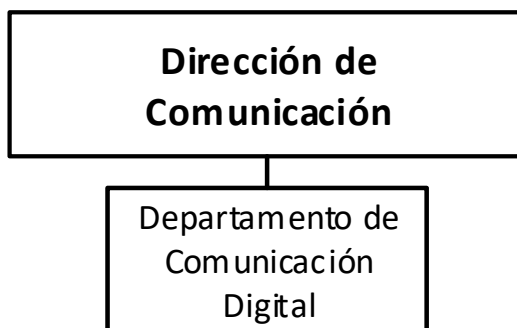 Dirección de
Comunicación
Departamento de
Comunicación
Digital